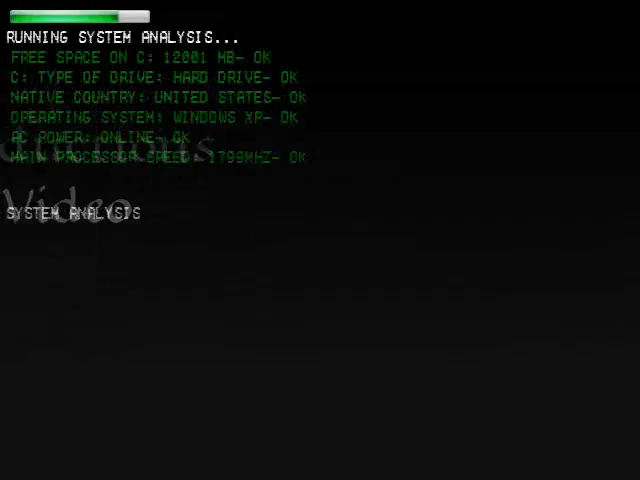 RUNNING SYSTEM ANALYSIS...
FREE SPACE ON C: 12001 MB- OK
C: TYPE OF DRIVE: HARD DRIVE- OK
NATIVE COUNTRY: UNITED STATES- OK
OPERATING SYSTEM: WINDOWS XP- OK
AC POWER: ONLINE- OK
MAIN PROCESSOR SPEED: 1799MHZ- OK
Video
SYSTEM ANALYSIS